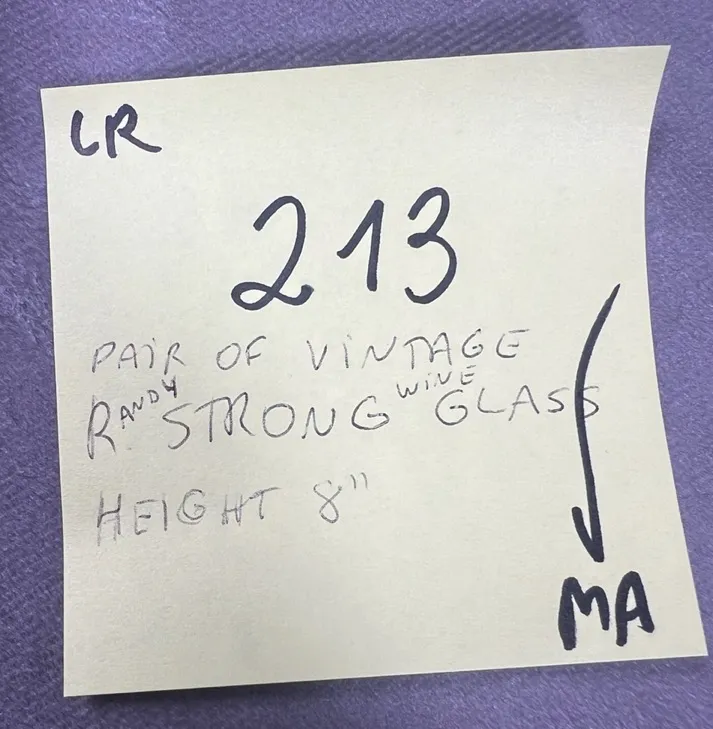 LR
213
PAIR OF VINTAGE
RANDY STRONG WINE GLASS
HEIGHT 8"
MA